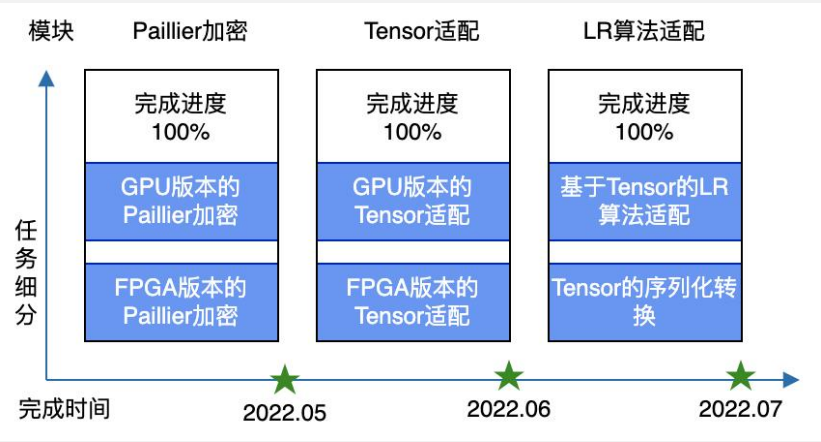 模块
Paillier加密
Tensor适配
LR算法适配
完成进度
100%
GPU版本的
Paillier加密
FPGA版本的
Paillier加密
完成进度
100%
GPU版本的
Tensor适配
FPGA版本的
Tensor适配
完成进度
100%
基于Tensor的LR
算法适配
Tensor的序列化转
换
任
务
细
分
完成时间
2022.05
2022.06
2022.07